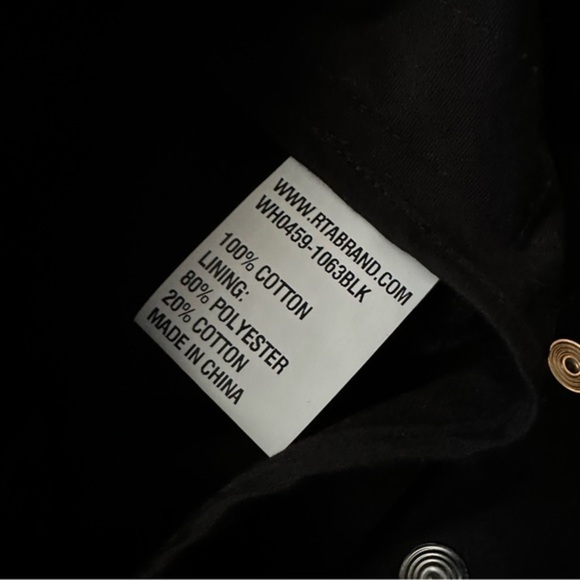 WWW.RTABRAND.COM
WH0459-1063BLK
100% COTTON
LINING:
80% POLYESTER
20% COTTON
MADE IN CHINA